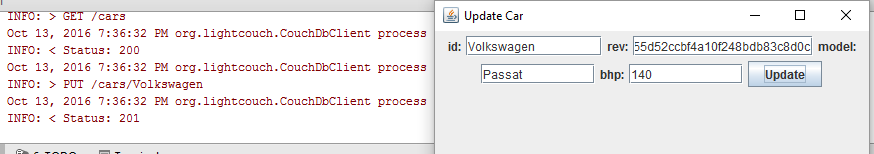 INFO: > GET /cars
Oct 13, 2016 7:36:32 PM org.lightcouch.CouchDbClient process
INFO: < Status: 200
Oct 13, 2016 7:36:32 PM org.lightcouch.CouchDbClient process
INFO: > PUT /cars/Volkswagen
Oct 13, 2016 7:36:32 PM org.lightcouch.CouchDbClient process
INFO: < Status: 201
Update Car
id: Volkswagen rev: 55d52ccbf4a10f248bdb83c8d0c model:
Passat bhp: 140 Update